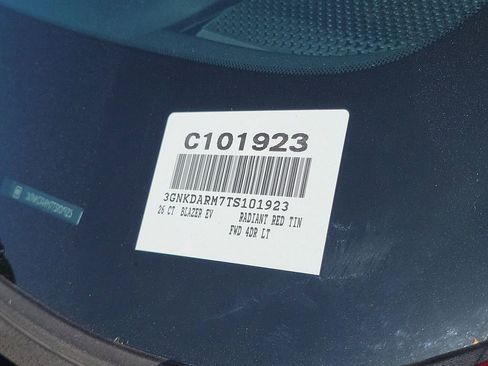 C101923
3GNKDARM7TS101923
26 CT BLAZER EV RADIANT RED TIN
FWD 4DR LT